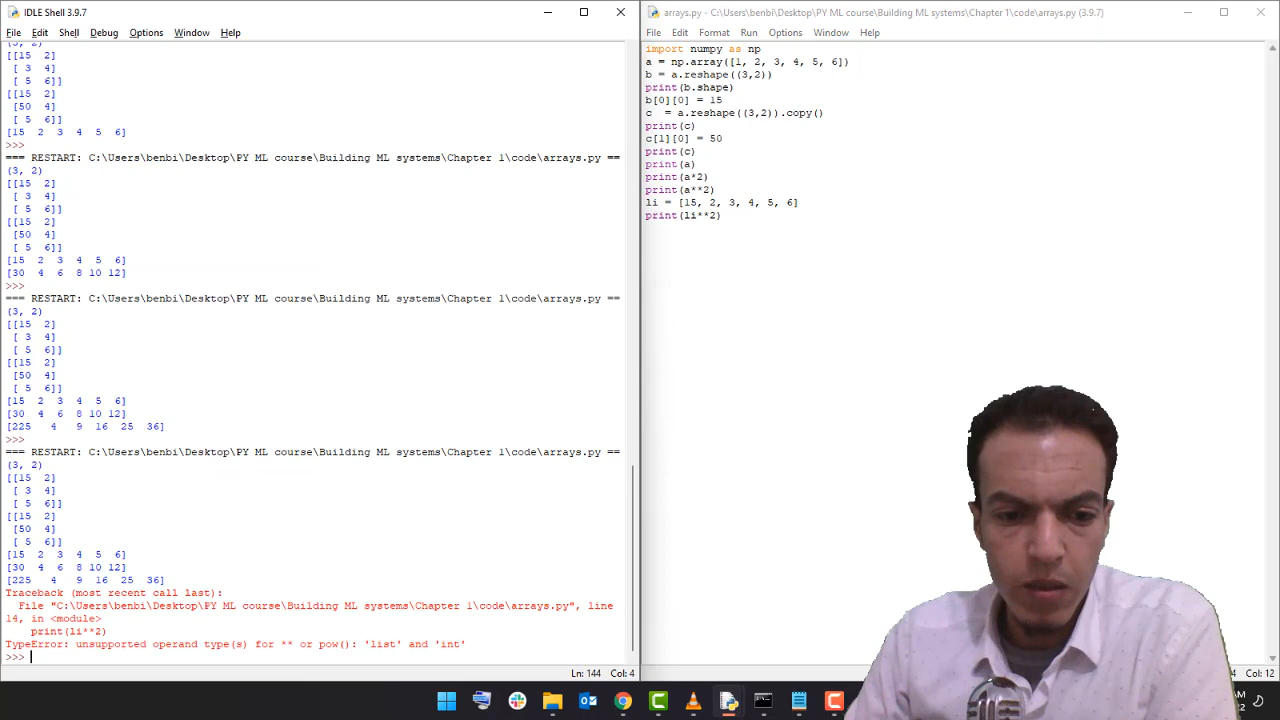 IDLE Shell 3.9.7
File Edit Shell Debug Options Window Help
(3, 2)
[[15 2]
[ 3 4]
[ 5 6]]
[[15 2]
[50 4]
[ 5 6]]
[15 2 3 4 5 6]
>>>
=== RESTART: C:\Users\benbi\Desktop\PY ML course\Building ML systems\Chapter 1\code\arrays.py ==
(3, 2)
[[15 2]
[ 3 4]
[ 5 6]]
[[15 2]
[50 4]
[ 5 6]]
[15 2 3 4 5 6]
[30 4 6 8 10 12]
>>>
=== RESTART: C:\Users\benbi\Desktop\PY ML course\Building ML systems\Chapter 1\code\arrays.py ==
(3, 2)
[[15 2]
[ 3 4]
[ 5 6]]
[[15 2]
[50 4]
[ 5 6]]
[15 2 3 4 5 6]
[30 4 6 8 10 12]
[225 4 9 16 25 36]
>>>
=== RESTART: C:\Users\benbi\Desktop\PY ML course\Building ML systems\Chapter 1\code\arrays.py ==
(3, 2)
[[15 2]
[ 3 4]
[ 5 6]]
[[15 2]
[50 4]
[ 5 6]]
[15 2 3 4 5 6]
[30 4 6 8 10 12]
[225 4 9 16 25 36]
Traceback (most recent call last):
File "C:\Users\benbi\Desktop\PY ML course\Building ML systems\Chapter 1\code\arrays.py", line
14, in <module>
print(li**2)
TypeError: unsupported operand type(s) for ** or pow(): 'list' and 'int'
>>>
Ln: 144 Col: 4
arrays.py - C:\Users\benbi\Desktop\PY ML course\Building ML systems\Chapter 1\code\arrays.py (3.9.7)
File Edit Format Run Options Window Help
import numpy as np
a = np.array([1, 2, 3, 4, 5, 6])
b = a.reshape((3,2))
print(b.shape)
b[0][0] = 15
c  = a.reshape((3,2)).copy()
print(c)
c[1][0] = 50
print(c)
print(a)
print(a*2)
print(a**2)
li = [15, 2, 3, 4, 5, 6]
print(li**2)
Col: 12